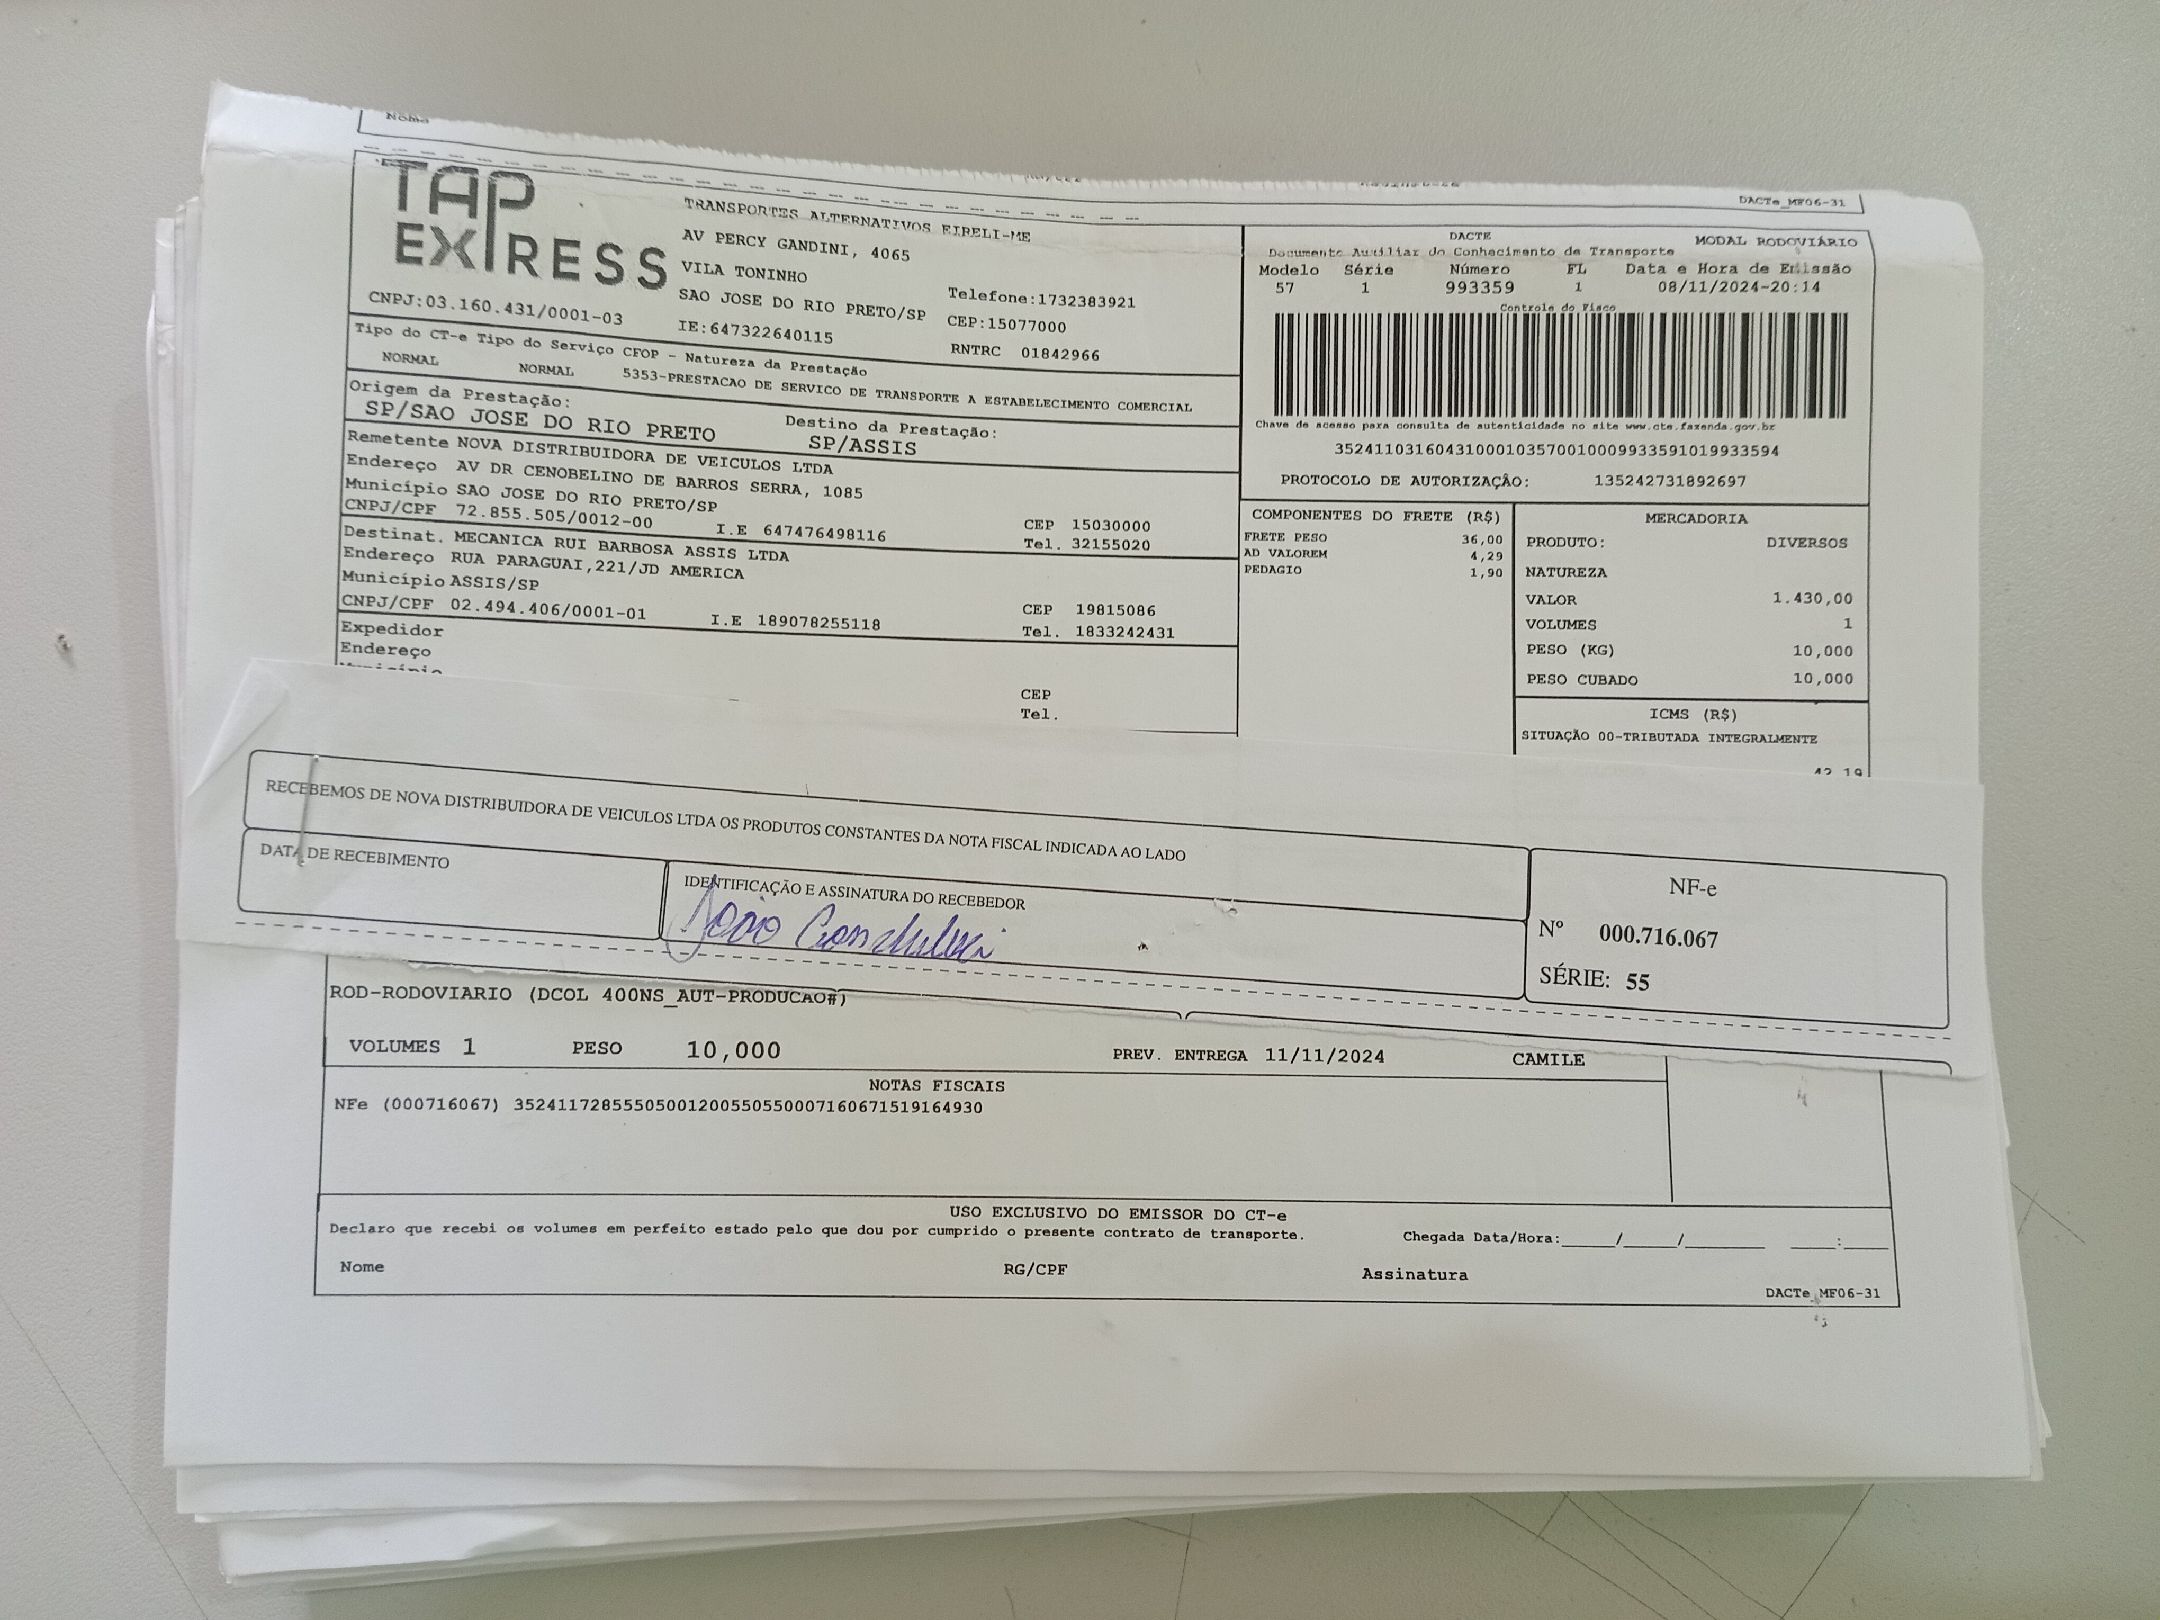 Nome
DACTe_MF06-31
TAP
EXPRESS
TRANSPORTES ALTERNATIVOS EIRELI-ME
AV PERCY GANDINI, 4065
VILA TONINHO
SAO JOSE DO RIO PRETO/SP
Telefone:1732383921
CEP:15077000
CNPJ:03.160.431/0001-03
IE:647322640115
RNTRC 01842966
Tipo do CT-e Tipo do Serviço CFOP - Natureza da Prestação
NORMAL NORMAL 5353-PRESTACAO DE SERVICO DE TRANSPORTE A ESTABELECIMENTO COMERCIAL
Origem da Prestação:
SP/SAO JOSE DO RIO PRETO
Destino da Prestação:
SP/ASSIS
Remetente NOVA DISTRIBUIDORA DE VEICULOS LTDA
Endereço AV DR CENOBELINO DE BARROS SERRA, 1085
Município SAO JOSE DO RIO PRETO/SP
CEP 15030000
CNPJ/CPF 72.855.505/0012-00 I.E 647476498116 Tel. 32155020
Destinat. MECANICA RUI BARBOSA ASSIS LTDA
Endereço RUA PARAGUAI,221/JD AMERICA
Município ASSIS/SP
CEP 19815086
CNPJ/CPF 02.494.406/0001-01 I.E 189078255118 Tel. 1833242431
Expedidor
Endereço
CEP
Tel.
DACTE MODAL RODOVIÁRIO
Documento Auxiliar do Conhecimento de Transporte
Modelo Série Número FL Data e Hora de Emissão
57 1 993359 1 08/11/2024-20:14
Controle do Fisco
Chave de acesso para consulta de autenticidade no site www.cte.fazenda.gov.br
35241103160431000103570010009933591019933594
PROTOCOLO DE AUTORIZAÇÂO: 135242731892697
COMPONENTES DO FRETE (R$)
FRETE PESO 36,00
AD VALOREM 4,29
PEDAGIO 1,90
MERCADORIA
PRODUTO: DIVERSOS
NATUREZA
VALOR 1.430,00
VOLUMES 1
PESO (KG) 10,000
PESO CUBADO 10,000
ICMS (R$)
SITUAÇÃO 00-TRIBUTADA INTEGRALMENTE
42,19
RECEBEMOS DE NOVA DISTRIBUIDORA DE VEICULOS LTDA OS PRODUTOS CONSTANTES DA NOTA FISCAL INDICADA AO LADO
DATA DE RECEBIMENTO
IDENTIFICAÇÃO E ASSINATURA DO RECEBEDOR
João
NF-e
Nº 000.716.067
SÉRIE: 55
ROD-RODOVIARIO (DCOL 400NS_AUT-PRODUCAO#)
VOLUMES 1 PESO 10,000 PREV. ENTREGA 11/11/2024 CAMILE
NOTAS FISCAIS
NFe (000716067) 35241172855505001200550550007160671519164930
USO EXCLUSIVO DO EMISSOR DO CT-e
Declaro que recebi os volumes em perfeito estado pelo que dou por cumprido o presente contrato de transporte.
Chegada Data/Hora:_____/_____/________ ____:____
Nome RG/CPF Assinatura
DACTe_MF06-31